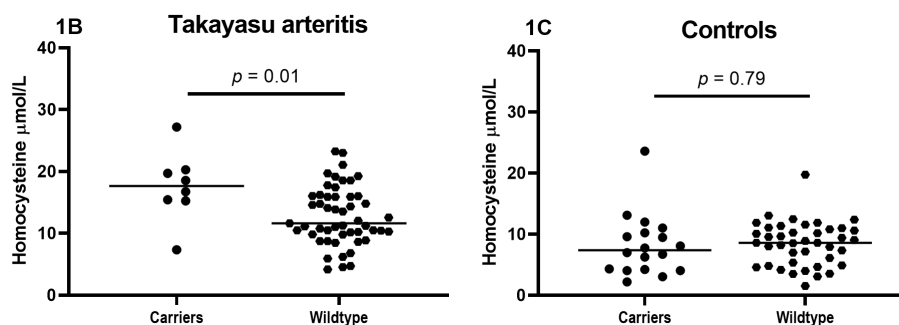 1B
Takayasu arteritis
Homocysteine μmol/L
40
30
20
10
0
p = 0.01
Carriers
Wildtype
1C
Controls
Homocysteine μmol/L
40
30
20
10
0
p = 0.79
Carriers
Wildtype